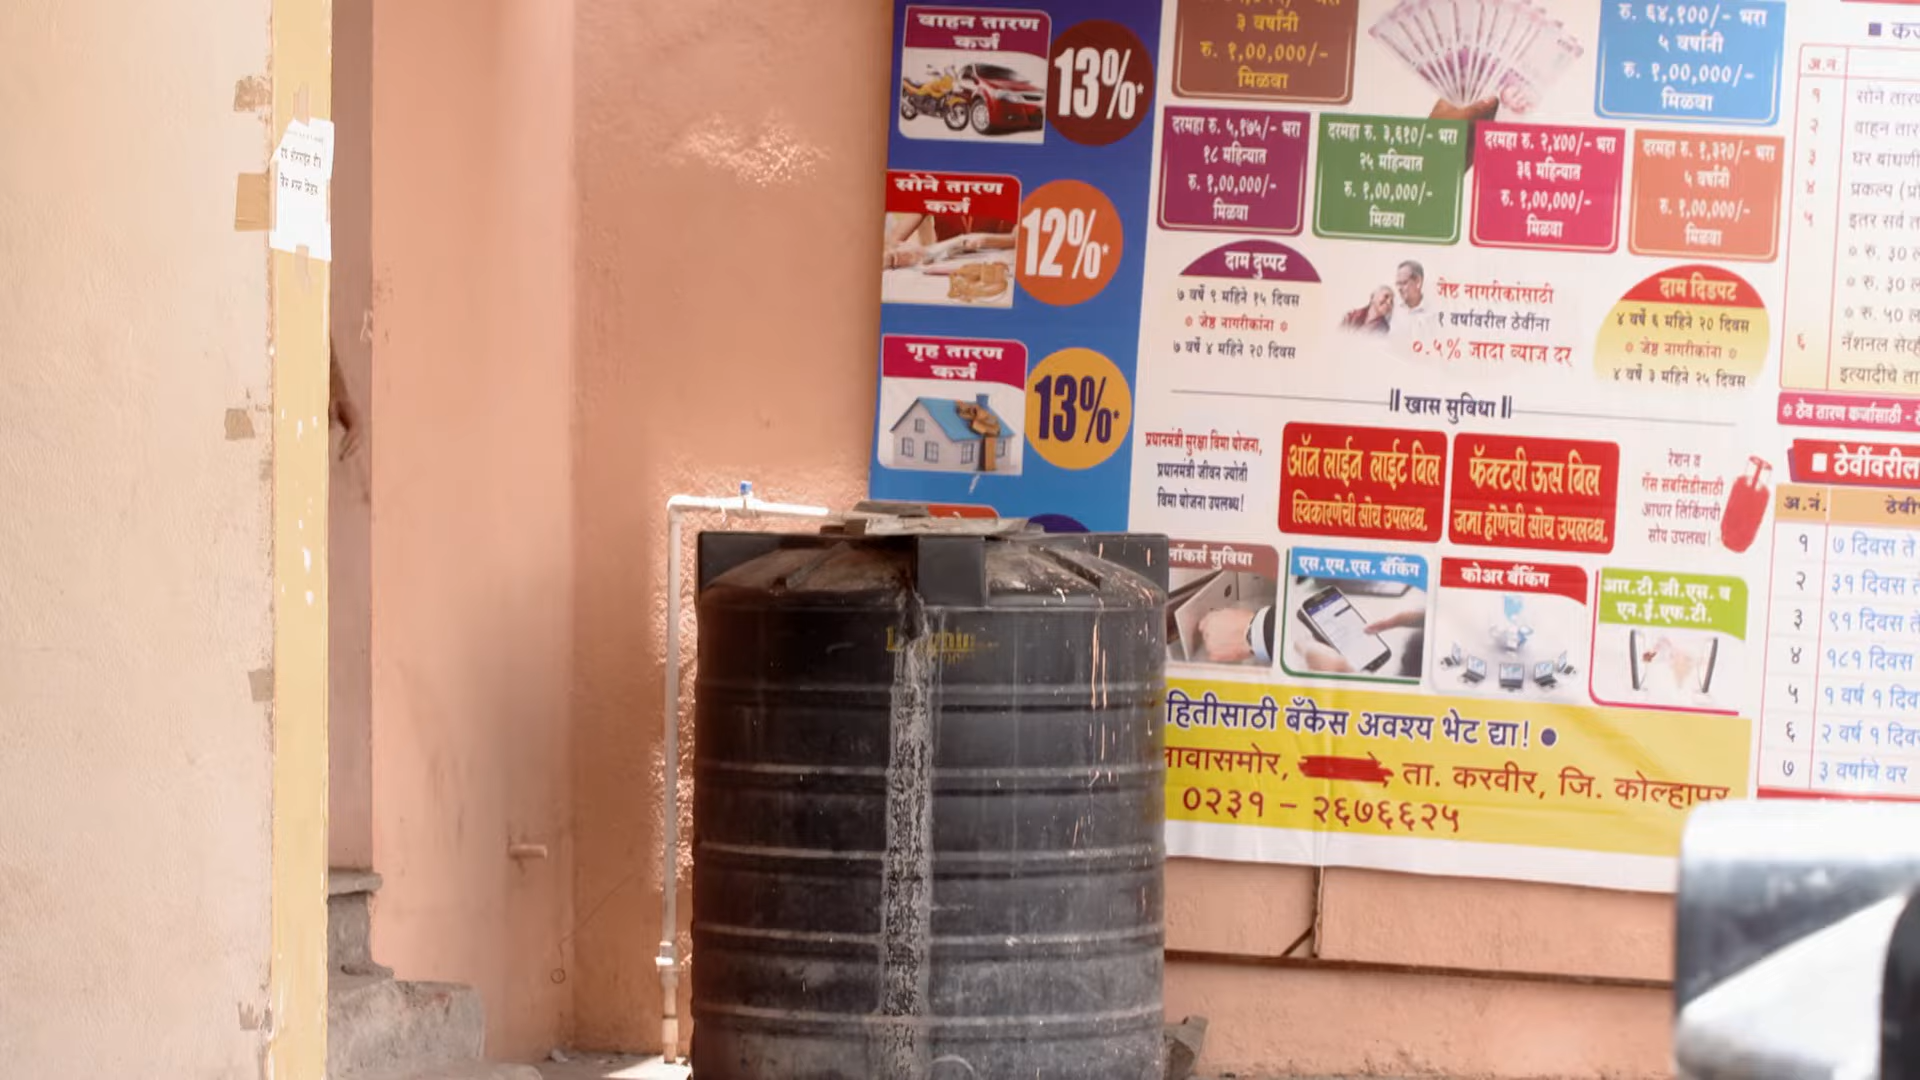 वाहन तारण
कर्ज
13%*
सोने तारण
कर्ज
12%*
गृह तारण
कर्ज
13%*
३ वर्षांनी
रु. १,००,०००/-
मिळवा
रु. ६४,१००/- भरा
५ वर्षांनी
रु. १,००,०००/-
मिळवा
दरमहा रु. ५,१७५/- भरा
१८ महिन्यात
रु. १,००,०००/-
मिळवा
दरमहा रु. ३,६१०/- भरा
२५ महिन्यात
रु. १,००,०००/-
मिळवा
दरमहा रु. २,४००/- भरा
३६ महिन्यात
रु. १,००,०००/-
मिळवा
दरमहा रु. १,३२०/- भरा
५ वर्षांनी
रु. १,००,०००/-
मिळवा
दाम दुप्पट
७ वर्षे ९ महिने १५ दिवस
जेष्ठ नागरीकांना
७ वर्षे ४ महिने २० दिवस
जेष्ठ नागरीकांसाठी
१ वर्षावरील ठेवींना
०.५% जादा व्याज दर
दाम दिडपट
४ वर्षे ६ महिने २० दिवस
जेष्ठ नागरीकांना
४ वर्षे ३ महिने २५ दिवस
|| खास सुविधा ||
प्रधानमंत्री सुरक्षा विमा योजना,
प्रधानमंत्री जीवन ज्योती
विमा योजना उपलब्ध!
ऑन लाईन लाईट बिल
स्विकारणेची सोय उपलब्ध.
फॅक्टरी ऊस बिल
जमा होणेची सोय उपलब्ध.
रेशन व
गॅस सबसिडीसाठी
आधार लिंकिंगची
सोय उपलब्ध!
लॉकर्स सुविधा
एस.एम.एस. बँकिंग
कोअर बँकिंग
आर.टी.जी.एस. व
एन.ई.एफ.टी.
हितीसाठी बँकेस अवश्य भेट द्या! ●
ावासमोर, ता. करवीर, जि. कोल्हापूर
०२३१ – २६७६६२५
अ.न.
१ सोने तार
२ वाहन तार
३ घर बांधणी
४ प्रकल्प
५ इतर सर्व त
० रु. ३० ल
० रु. ३० ल
० रु. ५० ल
६ नॅशनल सेव्ह
इत्यादीचे ता
ठेव तारण कर्जासाठी -
■ ठेवींवरील
अ.नं. ठेवी
१ ७ दिवस ते
२ ३१ दिवस ते
३ ९१ दिवस ते
४ १८१ दिवस
५ १ वर्ष १ दिव
६ २ वर्ष १ दिव
७ ३ वर्षाचे वर